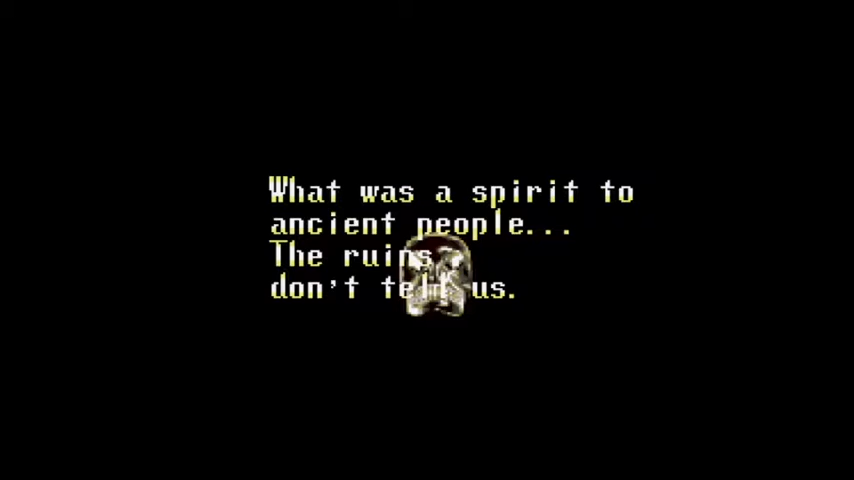 What was a spirit to
ancient people...
The ruins
don't tell us.